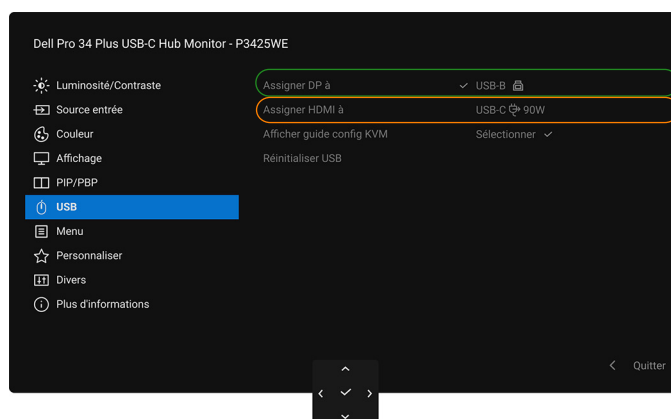 Dell Pro 34 Plus USB-C Hub Monitor - P3425WE
Luminosité/Contraste
Assigner DP à ✓ USB-B
Source entrée
Assigner HDMI à USB-C 90W
Couleur
Afficher guide config KVM Sélectionner ✓
Affichage
Réinitialiser USB
PIP/PBP
USB
Menu
Personnaliser
Divers
Plus d'informations
Quitter